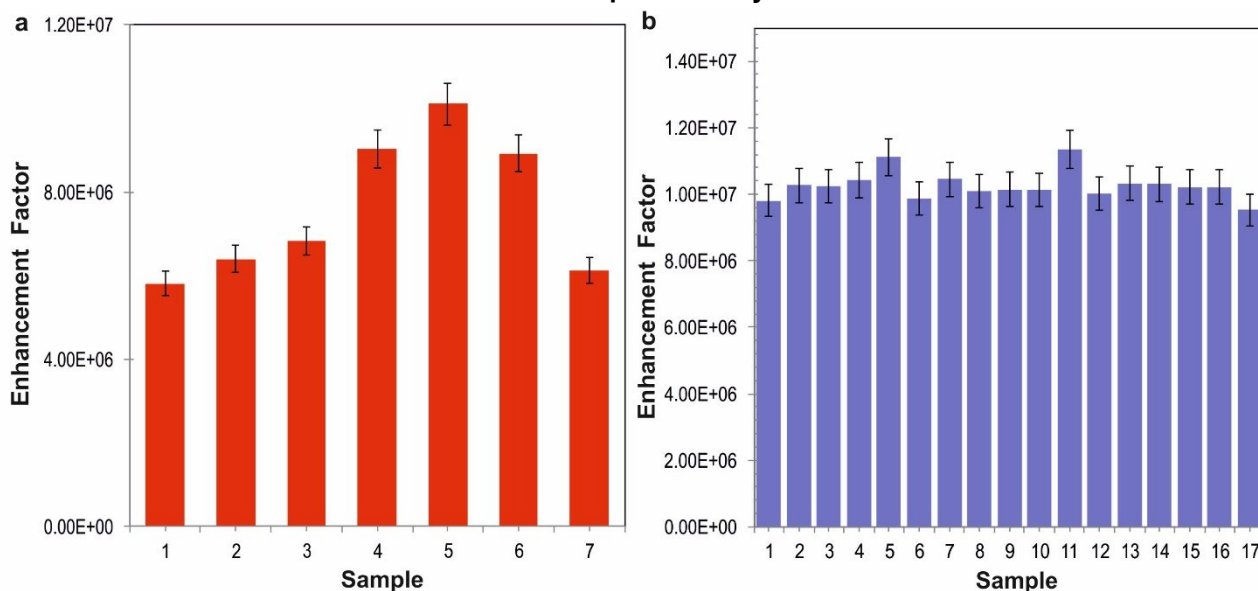 a
1.20E+07
8.00E+06
4.00E+06
0.00E+00
Enhancement Factor
1 2 3 4 5 6 7
Sample
b
1.40E+07
1.20E+07
1.00E+07
8.00E+06
6.00E+06
4.00E+06
2.00E+06
0.00E+00
Enhancement Factor
1 2 3 4 5 6 7 8 9 10 11 12 13 14 15 16 17
Sample